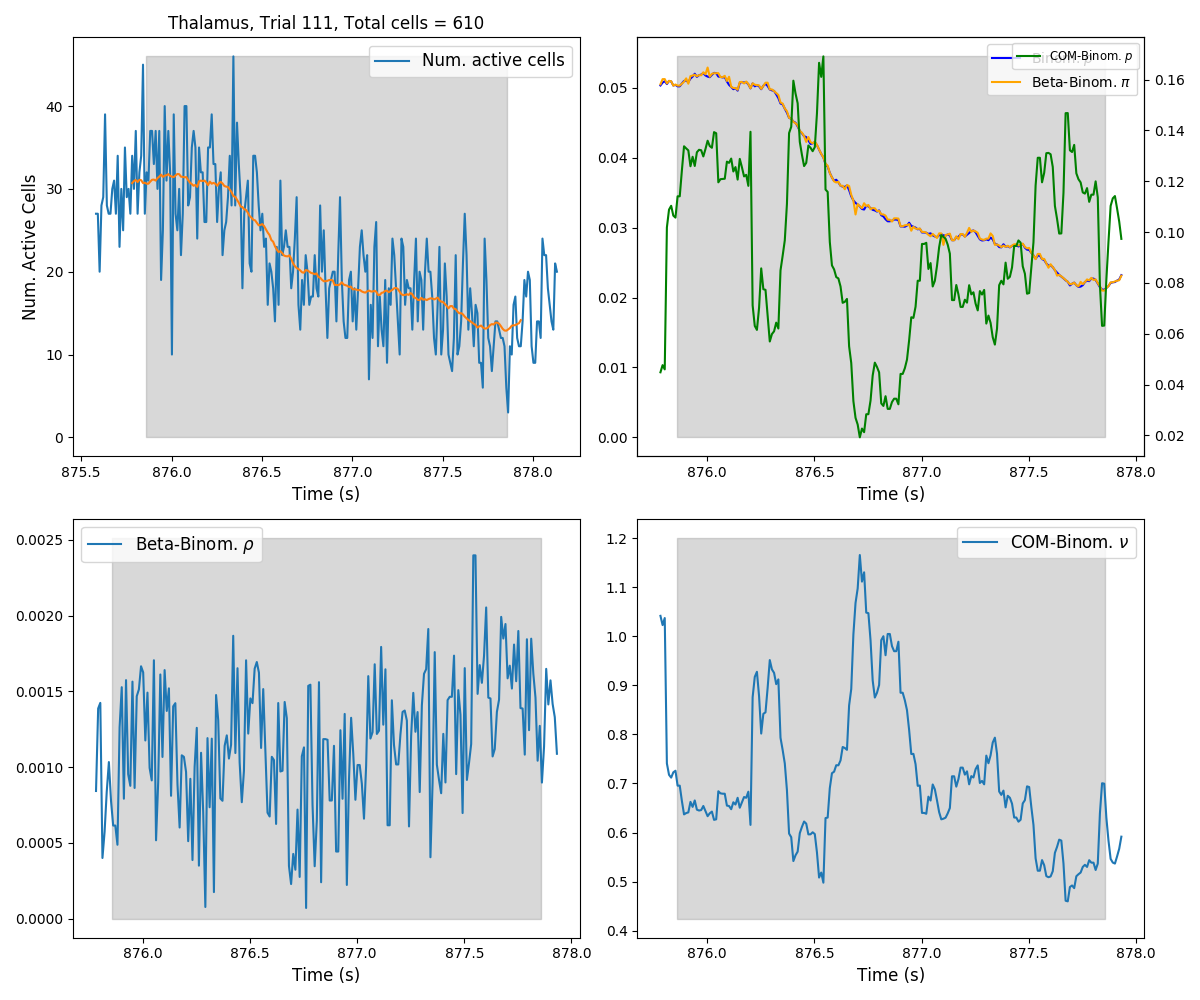 Thalamus, Trial 111, Total cells = 610
Num. active cells
Num. Active Cells
40
30
20
10
0
875.5 876.0 876.5 877.0 877.5 878.0
Time (s)
COM-Binom. p
Beta-Binom. π
0.05
0.04
0.03
0.02
0.01
0.00
0.16
0.14
0.12
0.10
0.08
0.06
0.04
0.02
876.0 876.5 877.0 877.5 878.0
Time (s)
Beta-Binom. ρ
0.0025
0.0020
0.0015
0.0010
0.0005
0.0000
876.0 876.5 877.0 877.5 878.0
Time (s)
COM-Binom. ν
1.2
1.1
1.0
0.9
0.8
0.7
0.6
0.5
0.4
876.0 876.5 877.0 877.5 878.0
Time (s)